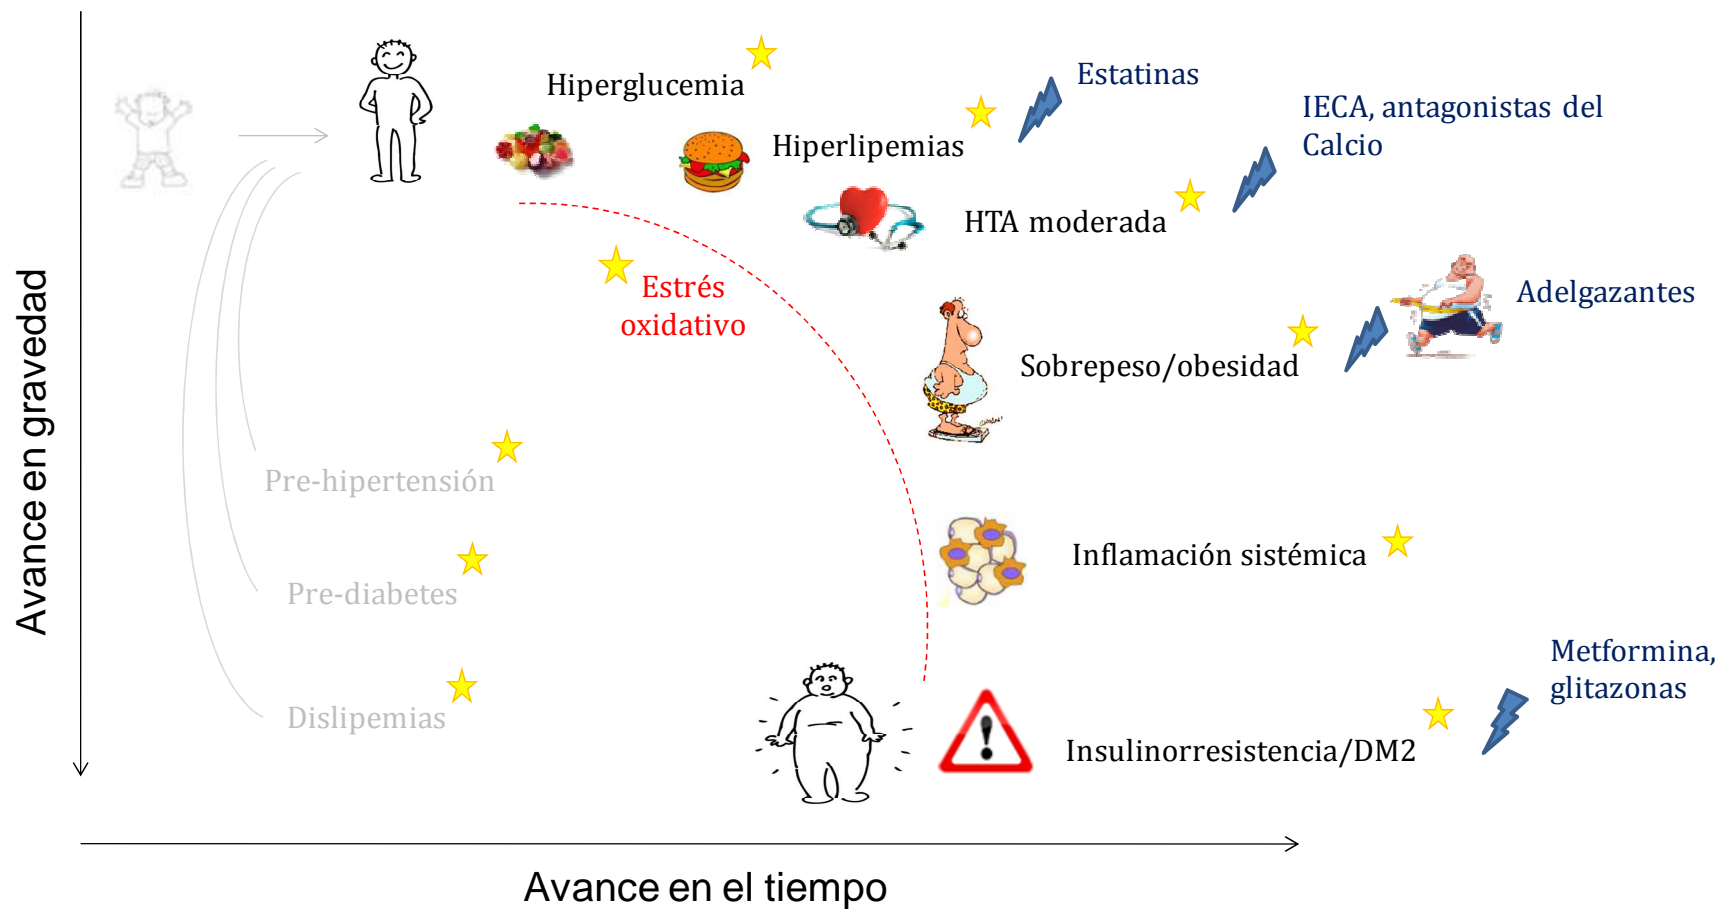 Hiperglucemia
Estatinas
Hiperlipemias
IECA, antagonistas del
Calcio
HTA moderada
Estrés
oxidativo
Adelgazantes
Sobrepeso/obesidad
Avance en gravedad
Pre-hipertensión
Inflamación sistémica
Pre-diabetes
Dislipemias
Metformina,
glitazonas
Insulinorresistencia/DM2
Avance en el tiempo